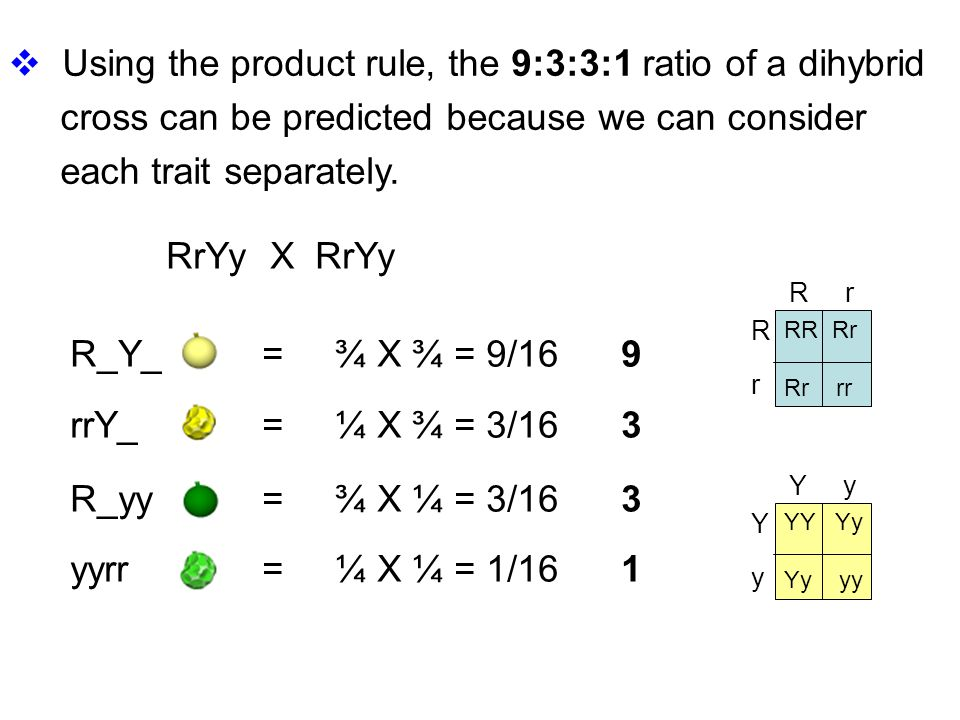 ❖ Using the product rule, the 9:3:3:1 ratio of a dihybrid
cross can be predicted because we can consider
each trait separately.
RrYy X RrYy
R_Y_ = ¾ X ¾ = 9/16 9
rrY_ = ¼ X ¾ = 3/16 3
R_yy = ¾ X ¼ = 3/16 3
yyrr = ¼ X ¼ = 1/16 1
R r
R RR Rr
r Rr rr
Y y
Y YY Yy
y Yy yy